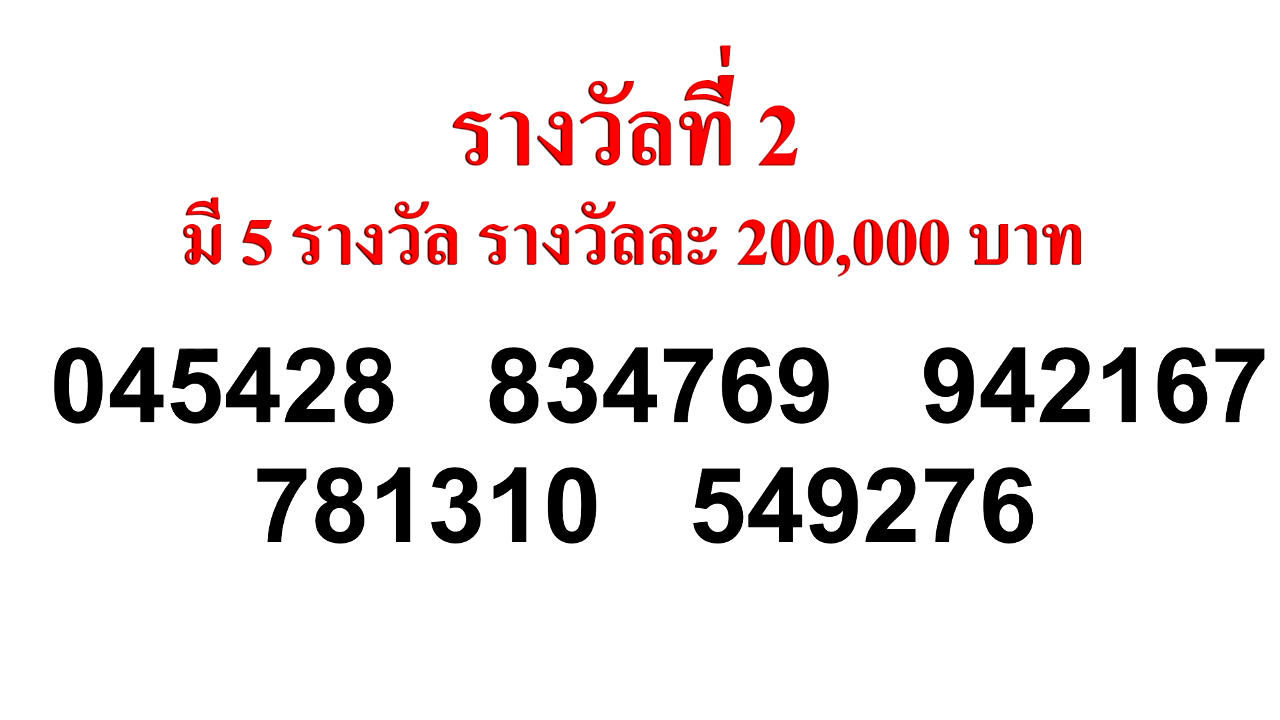 รางวัลที่ 2
มี 5 รางวัล รางวัลละ 200,000 บาท
045428 834769 942167
781310 549276